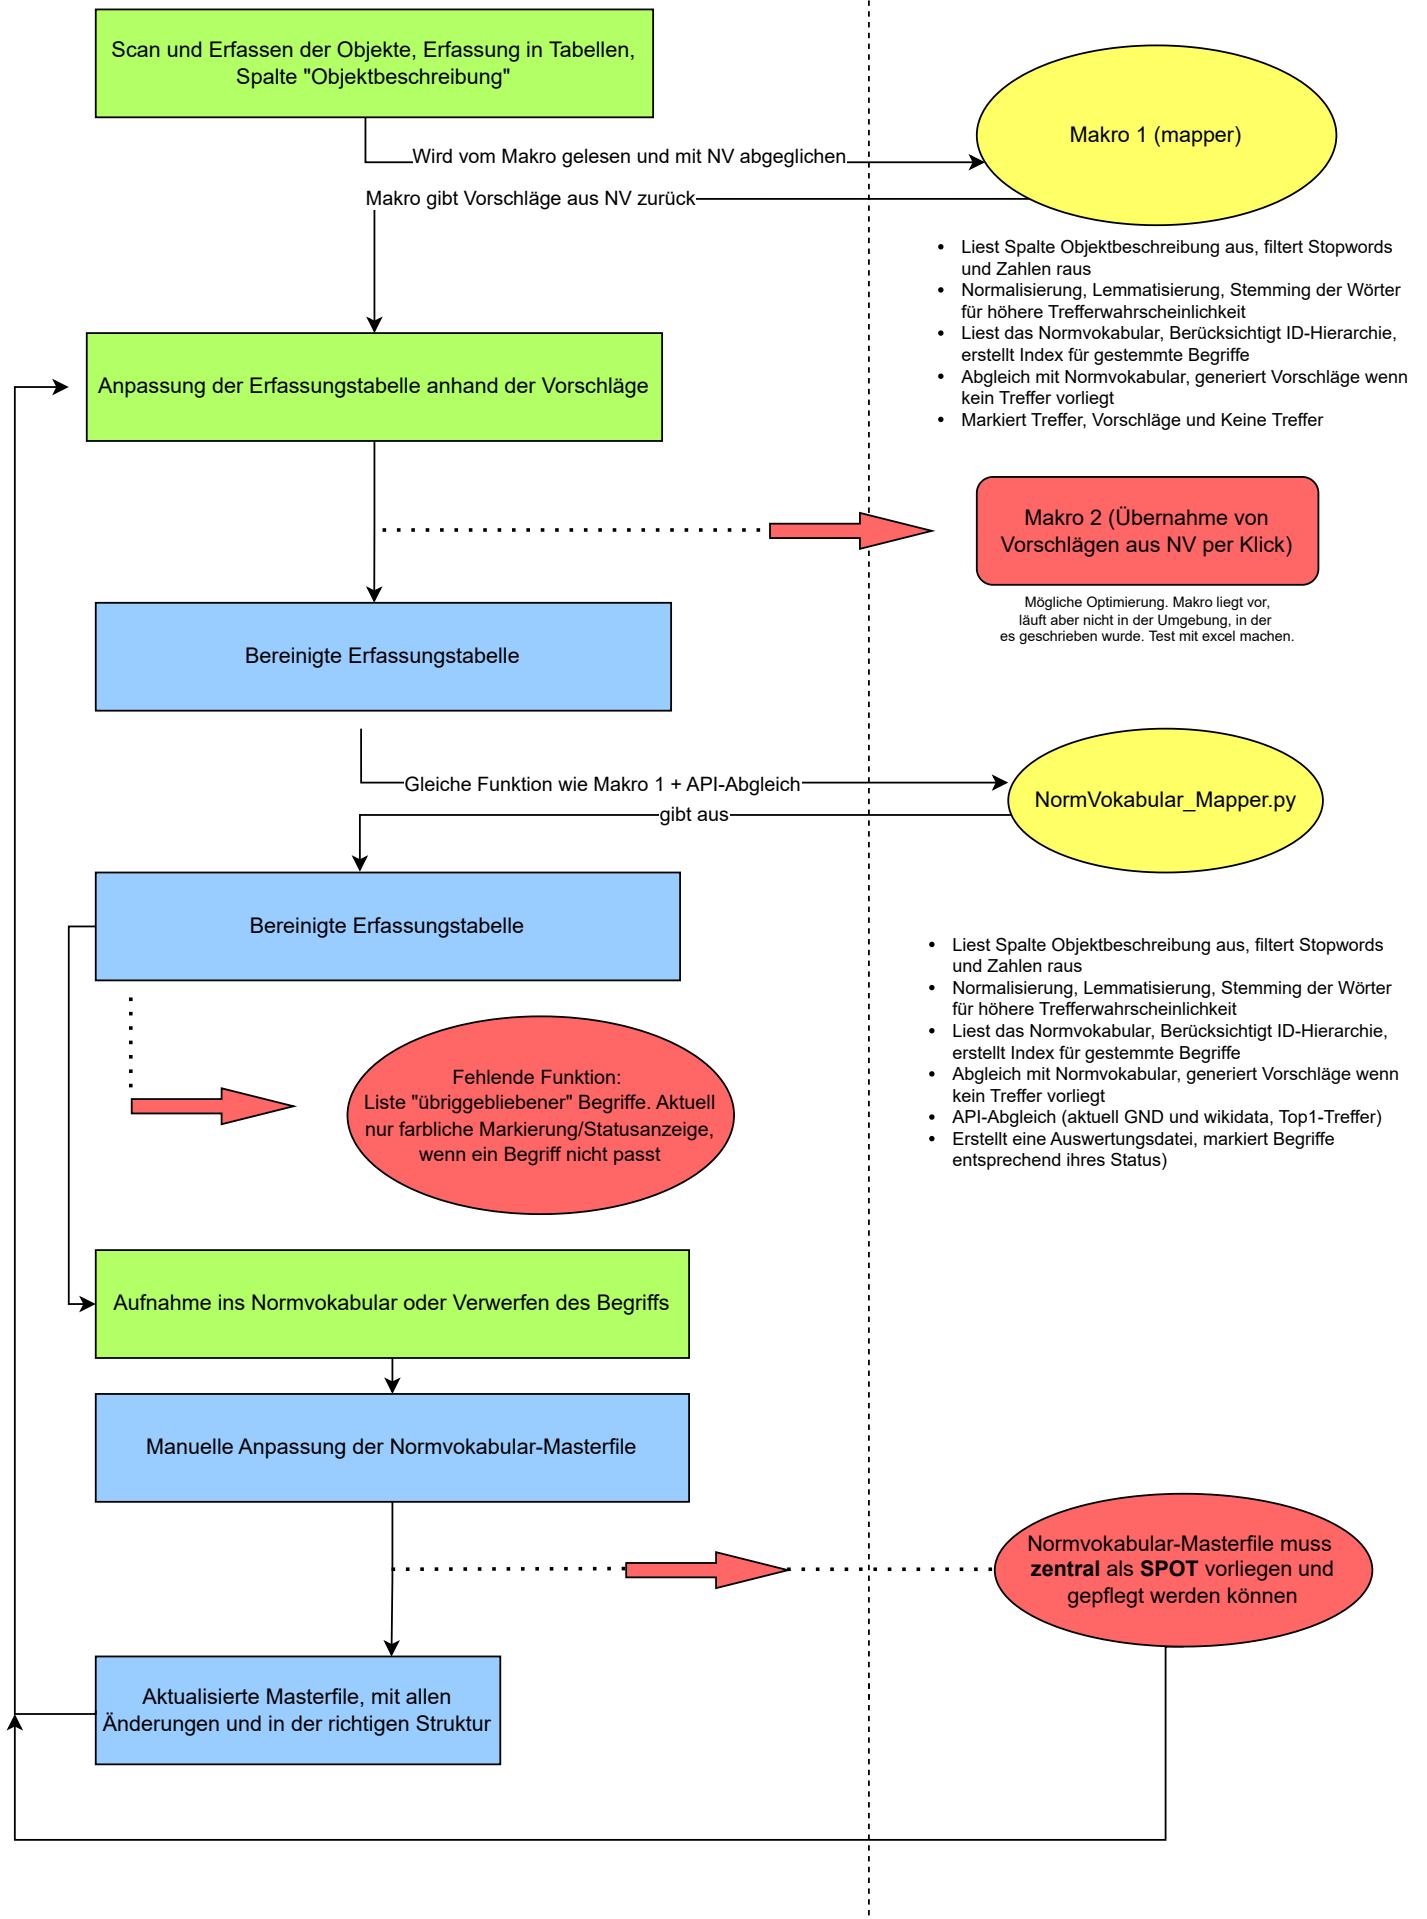 Scan und Erfassen der Objekte, Erfassung in Tabellen,
Spalte "Objektbeschreibung"
Makro 1 (mapper)
Wird vom Makro gelesen und mit NV abgeglichen
Makro gibt Vorschläge aus NV zurück
• Liest Spalte Objektbeschreibung aus, filtert Stopwords
und Zahlen raus
• Normalisierung, Lemmatisierung, Stemming der Wörter
für höhere Trefferwahrscheinlichkeit
• Liest das Normvokabular, Berücksichtigt ID-Hierarchie,
erstellt Index für gestemmte Begriffe
• Abgleich mit Normvokabular, generiert Vorschläge wenn
kein Treffer vorliegt
• Markiert Treffer, Vorschläge und Keine Treffer
Anpassung der Erfassungstabelle anhand der Vorschläge
Makro 2 (Übernahme von
Vorschlägen aus NV per Klick)
Mögliche Optimierung. Makro liegt vor,
läuft aber nicht in der Umgebung, in der
es geschrieben wurde. Test mit excel machen.
Bereinigte Erfassungstabelle
Gleiche Funktion wie Makro 1 + API-Abgleich
NormVokabular_Mapper.py
gibt aus
Bereinigte Erfassungstabelle
• Liest Spalte Objektbeschreibung aus, filtert Stopwords
und Zahlen raus
• Normalisierung, Lemmatisierung, Stemming der Wörter
für höhere Trefferwahrscheinlichkeit
• Liest das Normvokabular, Berücksichtigt ID-Hierarchie,
erstellt Index für gestemmte Begriffe
• Abgleich mit Normvokabular, generiert Vorschläge wenn
kein Treffer vorliegt
• API-Abgleich (aktuell GND und wikidata, Top1-Treffer)
• Erstellt eine Auswertungsdatei, markiert Begriffe
entsprechend ihres Status)
Fehlende Funktion:
Liste "übriggebliebener" Begriffe. Aktuell
nur farbliche Markierung/Statusanzeige,
wenn ein Begriff nicht passt
Aufnahme ins Normvokabular oder Verwerfen des Begriffs
Manuelle Anpassung der Normvokabular-Masterfile
Normvokabular-Masterfile muss
zentral als SPOT vorliegen und
gepflegt werden können
Aktualisierte Masterfile, mit allen
Änderungen und in der richtigen Struktur